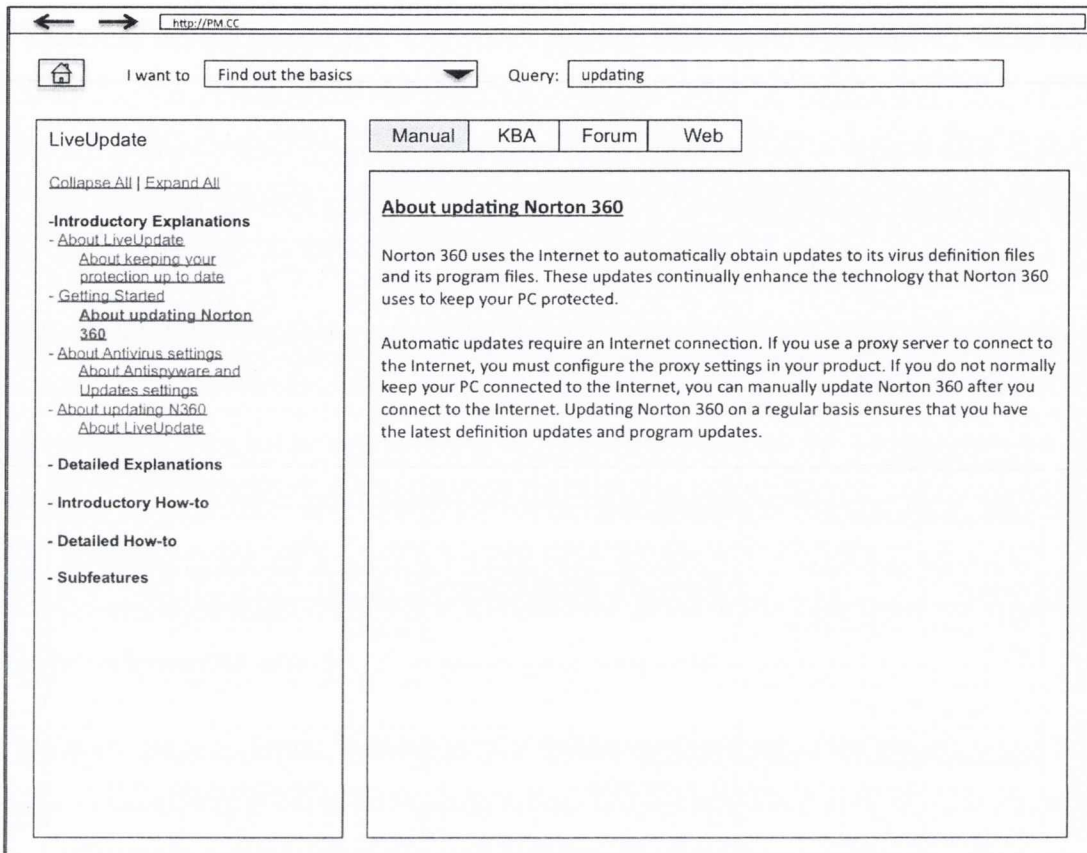 http://PM.CC
I want to Find out the basics Query: updating
LiveUpdate
Collapse All | Expand All
-Introductory Explanations
- About LiveUpdate
About keeping your
protection up to date
- Getting Started
About updating Norton
360
- About Antivirus settings
About Antispyware and
Updates settings
- About updating N360
About LiveUpdate
- Detailed Explanations
- Introductory How-to
- Detailed How-to
- Subfeatures
Manual KBA Forum Web
About updating Norton 360
Norton 360 uses the Internet to automatically obtain updates to its virus definition files
and its program files. These updates continually enhance the technology that Norton 360
uses to keep your PC protected.
Automatic updates require an Internet connection. If you use a proxy server to connect to
the Internet, you must configure the proxy settings in your product. If you do not normally
keep your PC connected to the Internet, you can manually update Norton 360 after you
connect to the Internet. Updating Norton 360 on a regular basis ensures that you have
the latest definition updates and program updates.